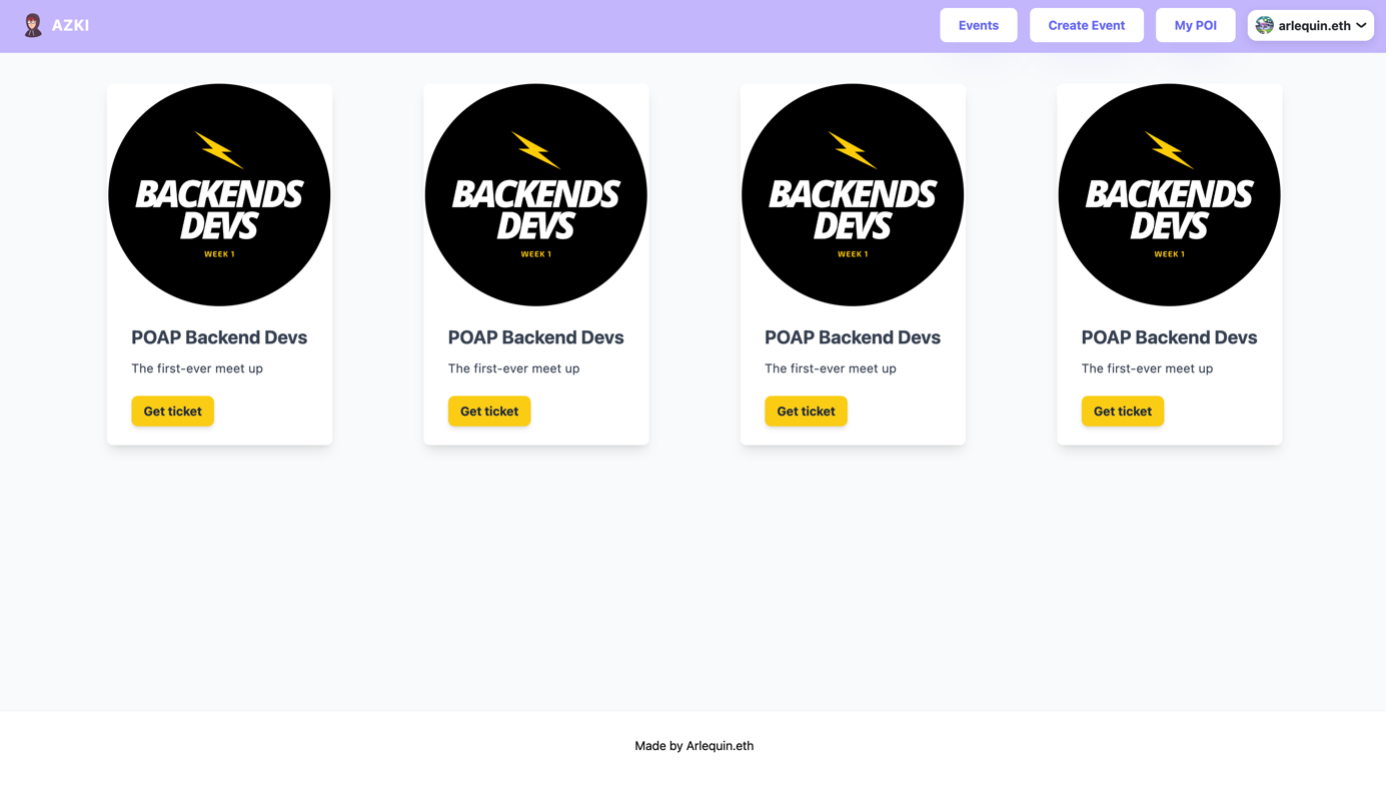 AZKI
Events
Create Event
My POI
arlequin.eth
BACKENDS
DEVS
WEEK 1
POAP Backend Devs
The first-ever meet up
Get ticket
BACKENDS
DEVS
WEEK 1
POAP Backend Devs
The first-ever meet up
Get ticket
BACKENDS
DEVS
WEEK 1
POAP Backend Devs
The first-ever meet up
Get ticket
BACKENDS
DEVS
WEEK 1
POAP Backend Devs
The first-ever meet up
Get ticket
Made by Arlequin.eth